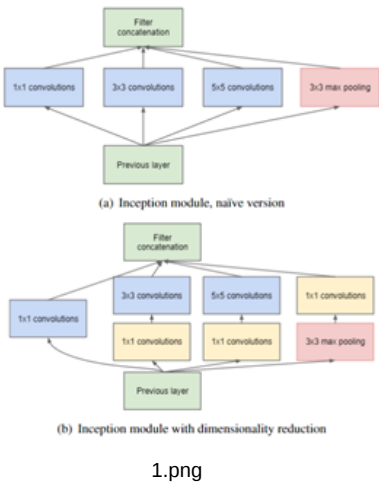 Filter
concatenation
1x1 convolutions
3x3 convolutions
5x5 convolutions
3x3 max pooling
Previous layer
(a) Inception module, naïve version
Filter
concatenation
3x3 convolutions
5x5 convolutions
1x1 convolutions
1x1 convolutions
1x1 convolutions
1x1 convolutions
3x3 max pooling
Previous layer
(b) Inception module with dimensionality reduction
1.png